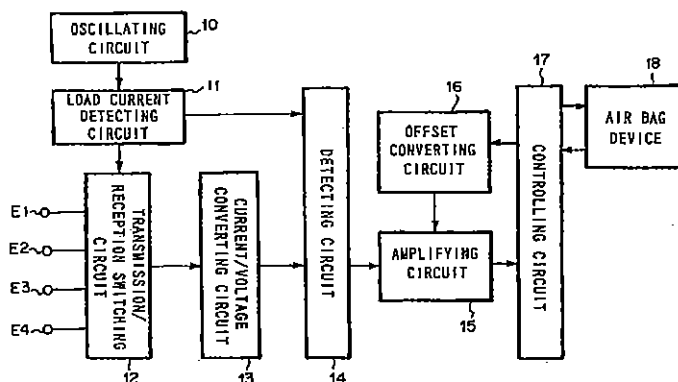 OSCILLATING
CIRCUIT
10
LOAD CURRENT
DETECTING
CIRCUIT
11
E1
E2
E3
E4
TRANSMISSION/
RECEPTION SWITCHING
CIRCUIT
12
CURRENT/VOLTAGE
CONVERTING CIRCUIT
13
DETECTING CIRCUIT
14
OFFSET
CONVERTING
CIRCUIT
16
AMPLIFYING
CIRCUIT
15
CONTROLLING CIRCUIT
17
AIR BAG
DEVICE
18